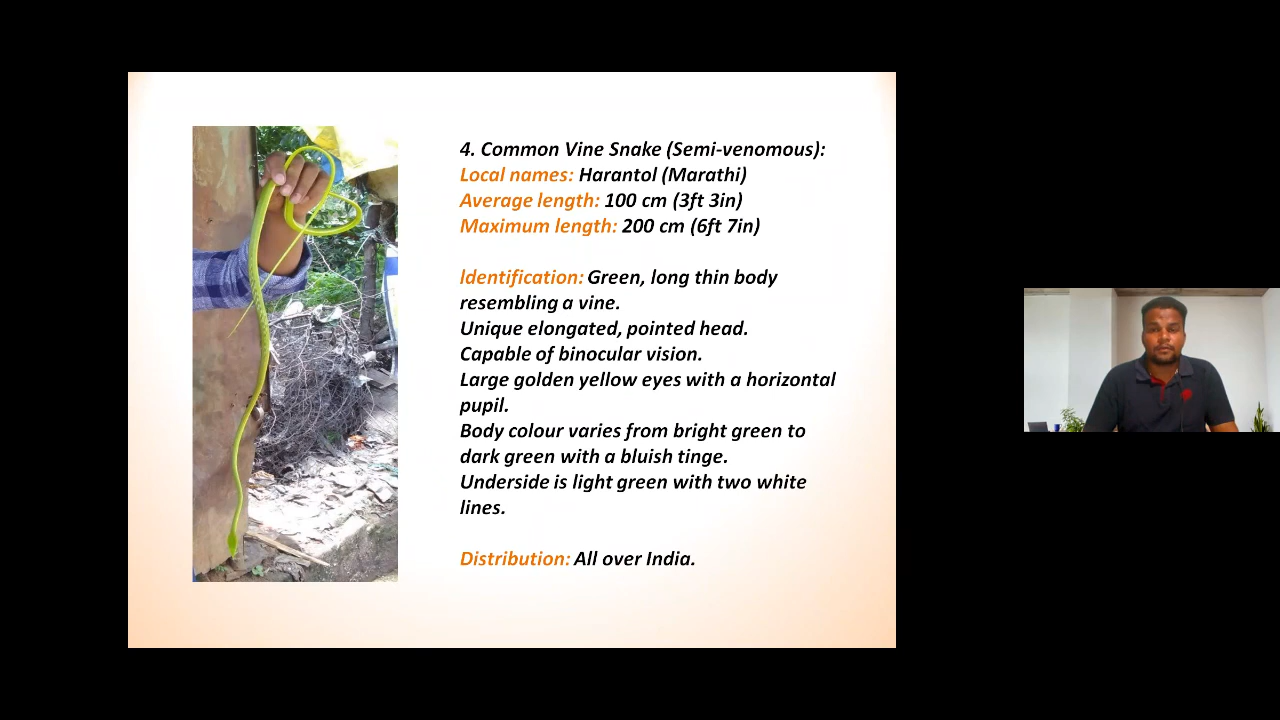 4. Common Vine Snake (Semi-venomous):
Local names: Harantol (Marathi)
Average length: 100 cm (3ft 3in)
Maximum length: 200 cm (6ft 7in)
Identification: Green, long thin body
resembling a vine.
Unique elongated, pointed head.
Capable of binocular vision.
Large golden yellow eyes with a horizontal
pupil.
Body colour varies from bright green to
dark green with a bluish tinge.
Underside is light green with two white
lines.
Distribution: All over India.